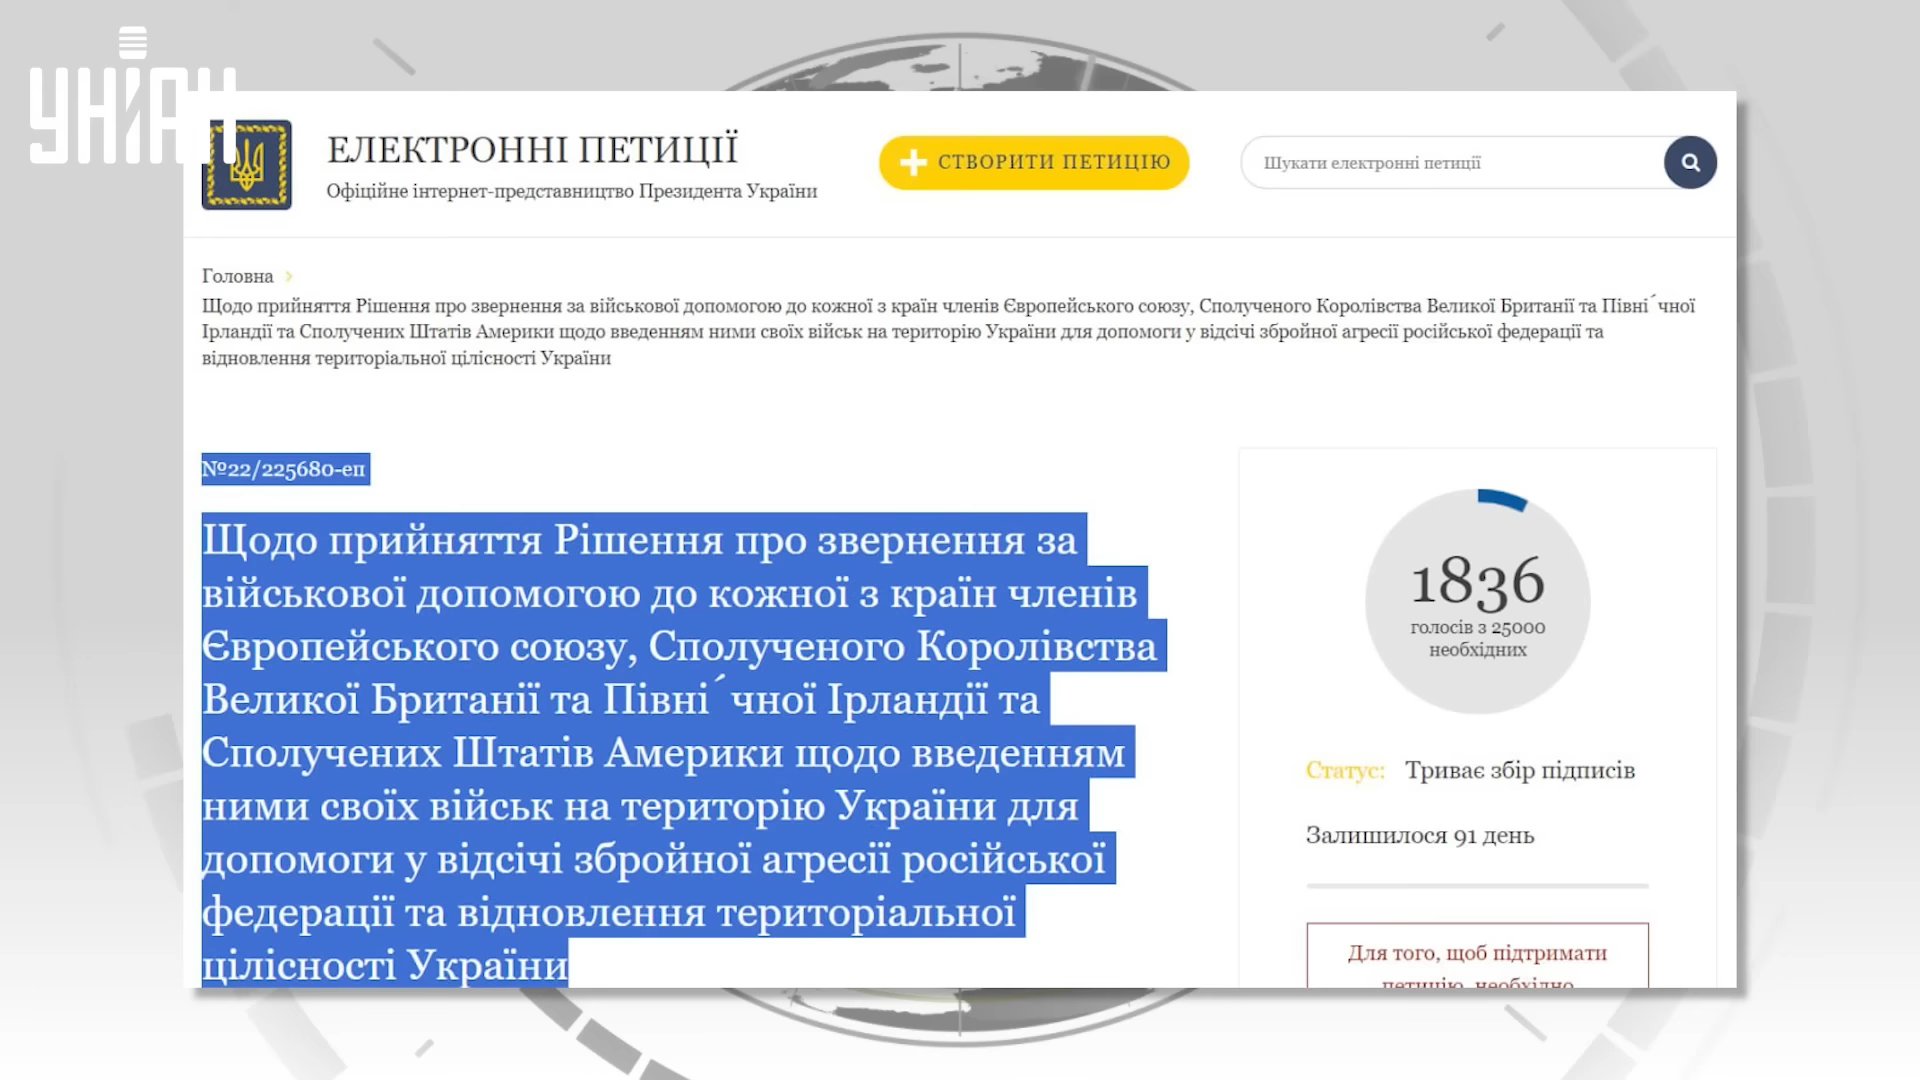 УНІАН
ЕЛЕКТРОННІ ПЕТИЦІЇ
Офіційне інтернет-представництво Президента України
СТВОРИТИ ПЕТИЦІЮ
Шукати електронні петиції
Головна
Щодо прийняття Рішення про звернення за військової допомогою до кожної з країн членів Європейського союзу, Сполученого Королівства Великої Британії та Півні´чної
Ірландії та Сполучених Штатів Америки щодо введенням ними своїх військ на територію України для допомоги у відсічі збройної агресії російської федерації та
відновлення територіальної цілісності України
№22/225680-еп
Щодо прийняття Рішення про звернення за
військової допомогою до кожної з країн членів
Європейського союзу, Сполученого Королівства
Великої Британії та Півні´чної Ірландії та
Сполучених Штатів Америки щодо введенням
ними своїх військ на територію України для
допомоги у відсічі збройної агресії російської
федерації та відновлення територіальної
цілісності України
1836
голосів з 25000
необхідних
Статус: Триває збір підписів
Залишилося 91 день
Для того, щоб підтримати
петицію, необхідно